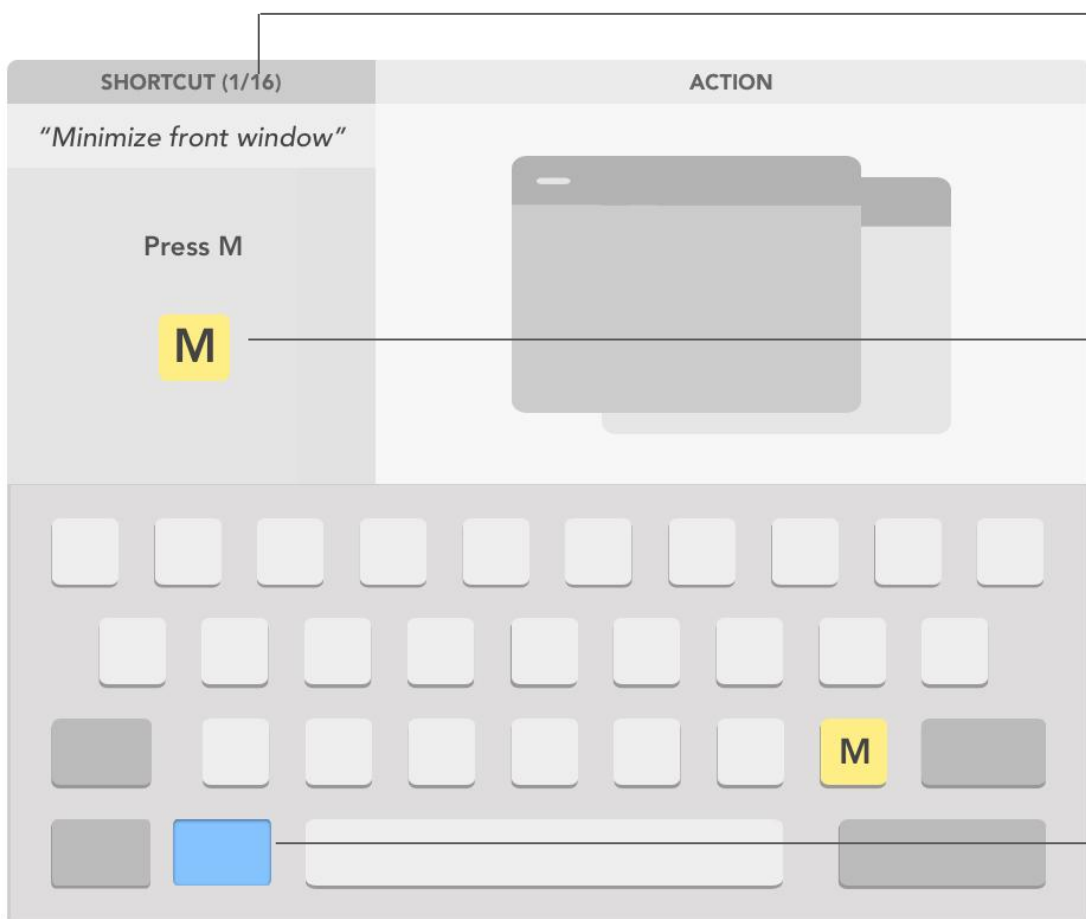 SHORTCUT (1/16)
ACTION
"Minimize front window"
Press M
M
M